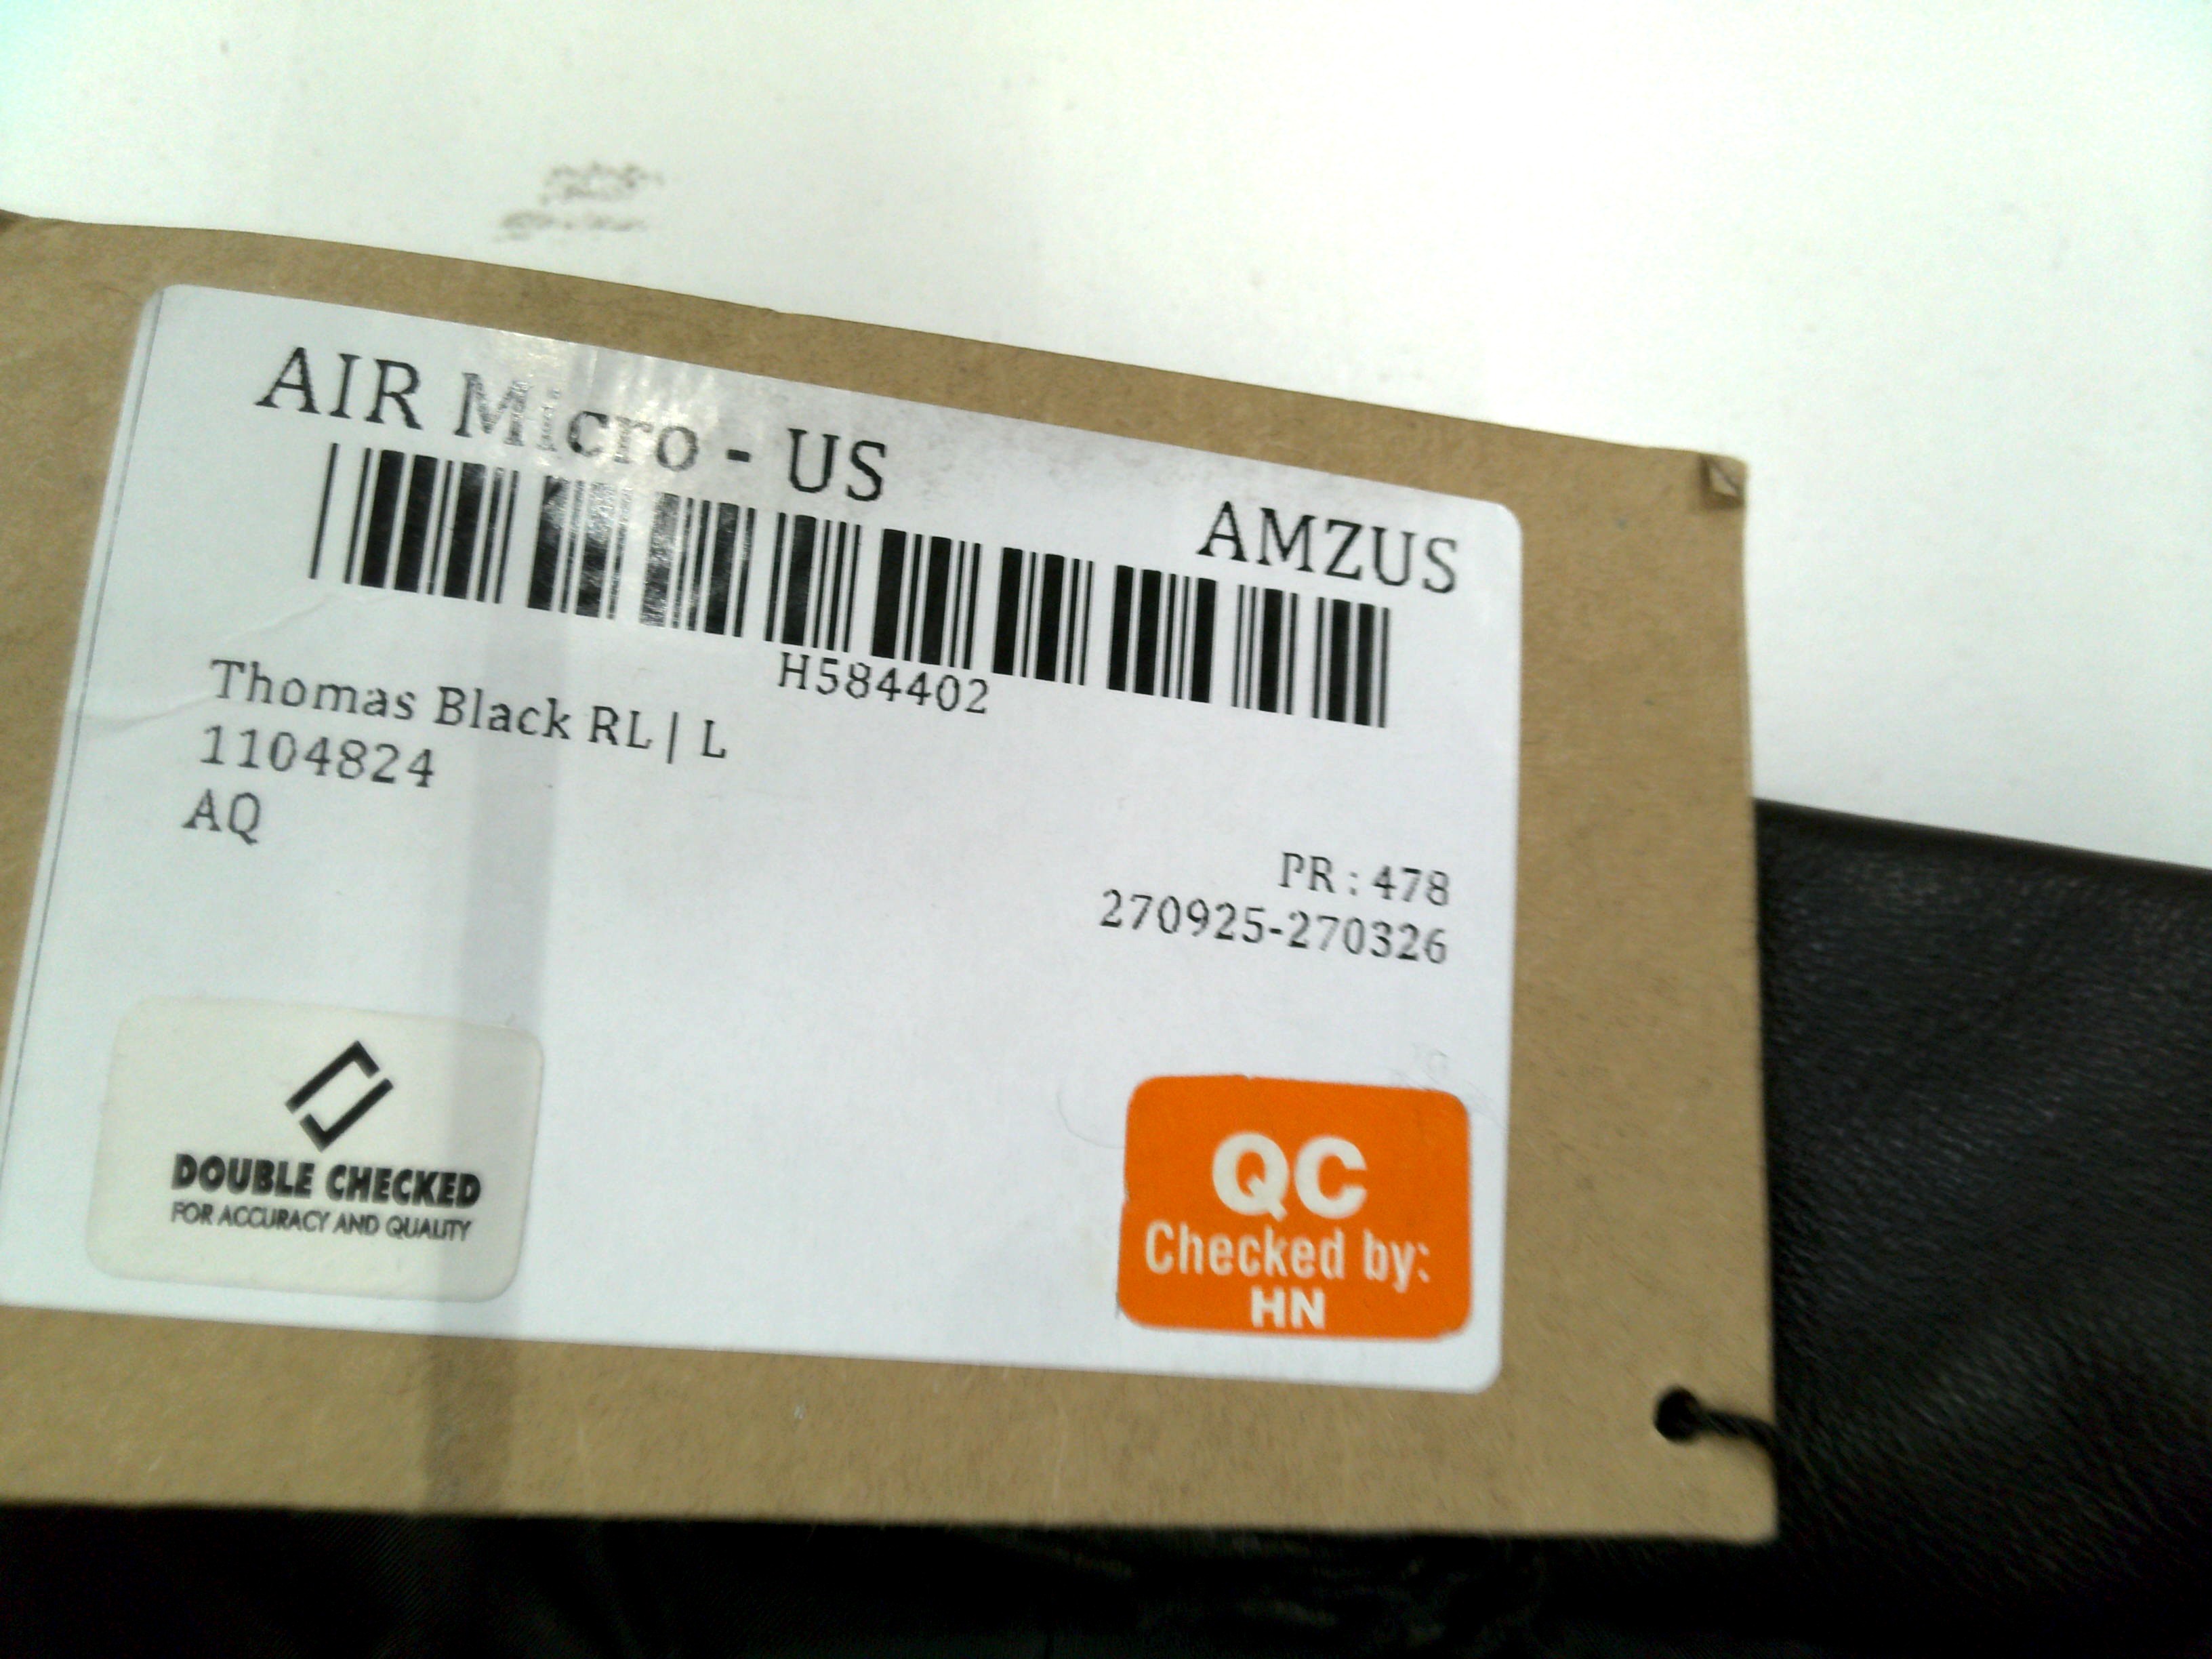 AIR Micro - US
AMZUS
H584402
Thomas Black RL | L
1104824
AQ
PR : 478
270925-270326
DOUBLE CHECKED
FOR ACCURACY AND QUALITY
QC
Checked by:
HN